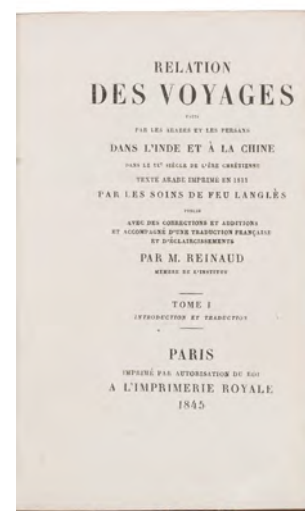 RELATION
DES VOYAGES
FAITS
PAR LES ARABES ET LES PERSANS
DANS L'INDE ET À LA CHINE
DANS LE IXᵉ SIÈCLE DE L'ÈRE CHRÉTIENNE
TEXTE ARABE IMPRIMÉ EN 1811
PAR LES SOINS DE FEU LANGLÈS
PUBLIÉ
AVEC DES CORRECTIONS ET ADDITIONS
ET ACCOMPAGNÉ D'UNE TRADUCTION FRANÇAISE
ET D'ÉCLAIRCISSEMENTS
PAR M. REINAUD
MEMBRE DE L'INSTITUT
TOME I
INTRODUCTION ET TRADUCTION
PARIS
IMPRIMÉ PAR AUTORISATION DU ROI
A L'IMPRIMERIE ROYALE
1845